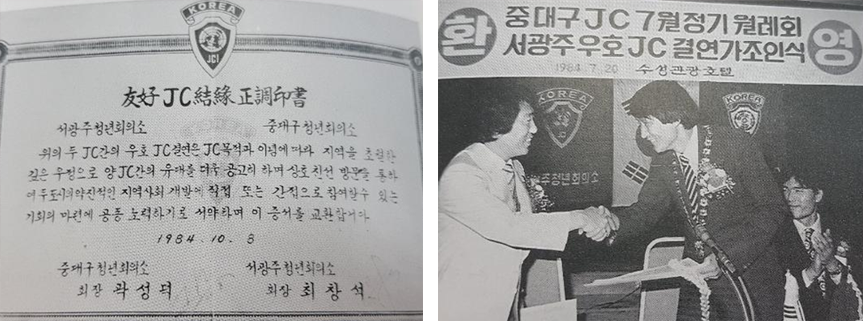 KOREA
JCI
友好 JC 結緣 正調印書
서광주청년회의소 중대구청년회의소
위의 두 JC간의 우호 JC결연은 JC목적과 이념에 따라 지역을 초월한
깊은 우정으로 양 JC간의 유대를 더욱 공고히 하며 상호친선 방문을 통하
여 두 도시의 약진적인 지역사회 개발에 직접 또는 간접으로 참여할수 있는
기회의 마련에 공동 노력하기로 서약하며 이 증서를 교환합니다
1984. 10. 8
중대구청년회의소 서광주청년회의소
회장 곽성덕 회장 최창석
환 영
중대구JC 7월정기 월례회
서광주우호JC결연가조인식
1984. 7. 20 수성관광호텔
KOREA
KOREA
주청년회의소